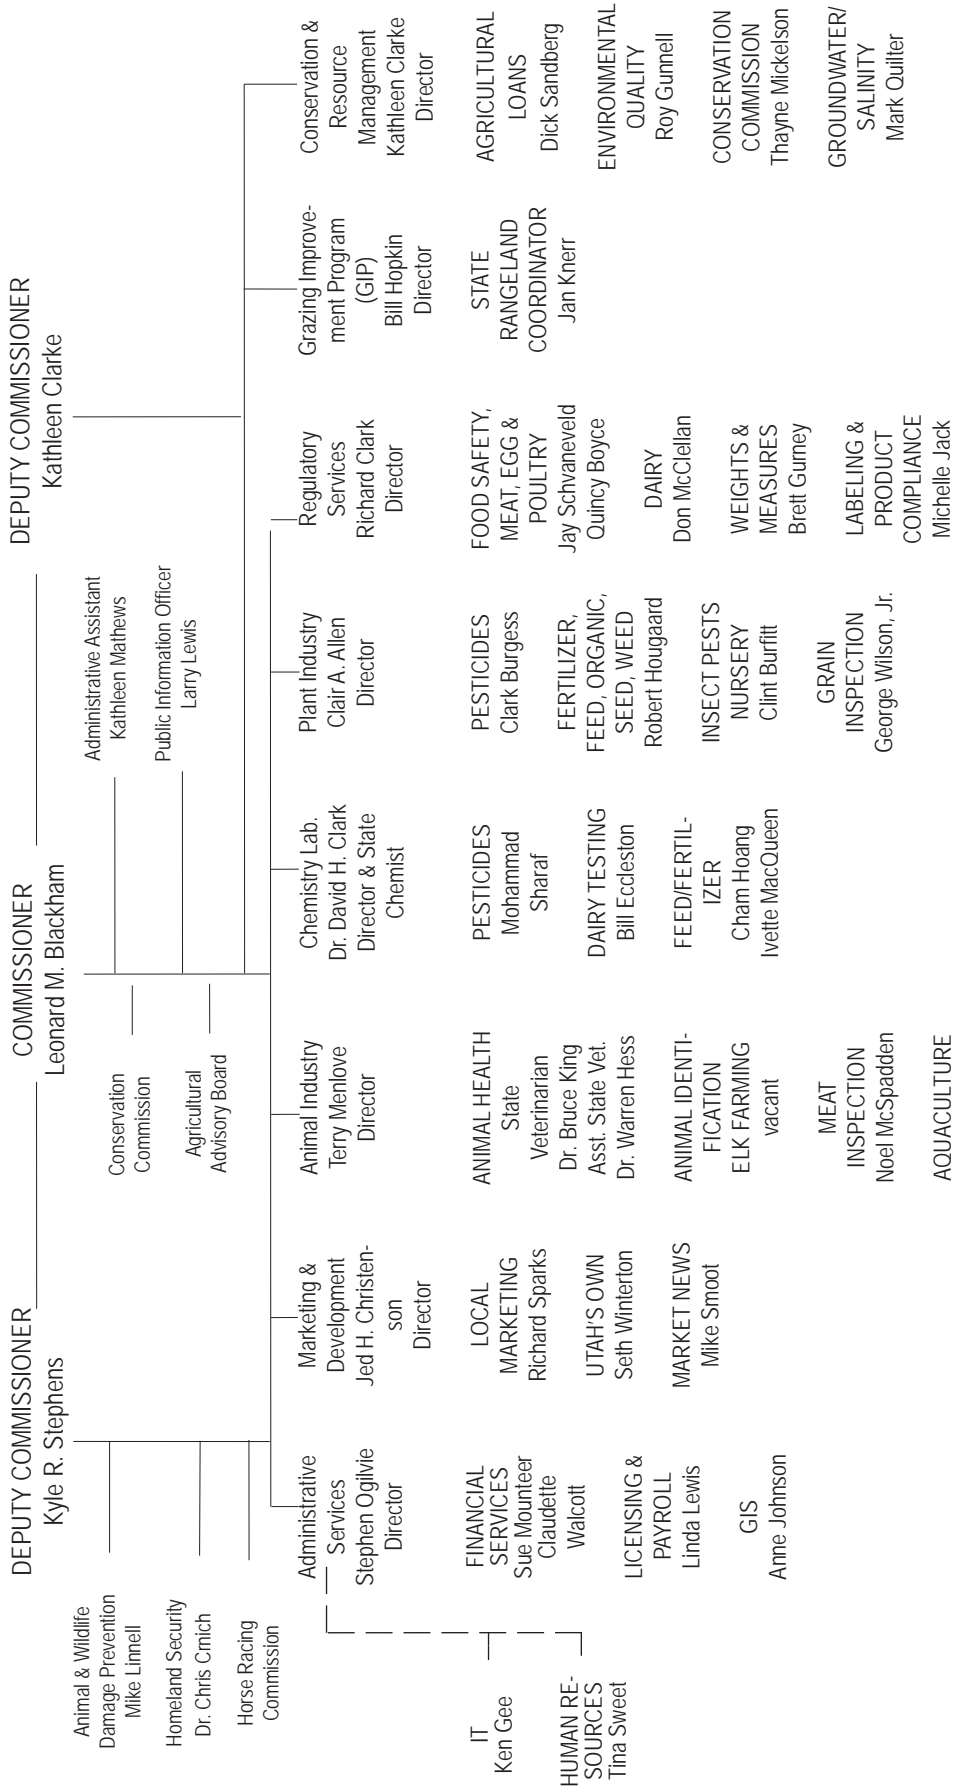 DEPUTY COMMISSIONER
Kyle R. Stephens
COMMISSIONER
Leonard M. Blackham
DEPUTY COMMISSIONER
Kathleen Clarke
Animal & Wildlife
Damage Prevention
Mike Linnell
Homeland Security
Dr. Chris Crnich
Horse Racing
Commission
Conservation
Commission
Agricultural
Advisory Board
Administrative Assistant
Kathleen Mathews
Public Information Officer
Larry Lewis
IT
Ken Gee
HUMAN RE-
SOURCES
Tina Sweet
Administrative
Services
Stephen Ogilvie
Director
FINANCIAL
SERVICES
Sue Mounteer
Claudette
Walcott
LICENSING &
PAYROLL
Linda Lewis
GIS
Anne Johnson
Marketing &
Development
Jed H. Christen-
son
Director
LOCAL
MARKETING
Richard Sparks
UTAH'S OWN
Seth Winterton
MARKET NEWS
Mike Smoot
Animal Industry
Terry Menlove
Director
ANIMAL HEALTH
State
Veterinarian
Dr. Bruce King
Asst. State Vet.
Dr. Warren Hess
ANIMAL IDENTI-
FICATION
ELK FARMING
vacant
MEAT
INSPECTION
Noel McSpadden
AQUACULTURE
Chemistry Lab.
Dr. David H. Clark
Director & State
Chemist
PESTICIDES
Mohammad
Sharaf
DAIRY TESTING
Bill Eccleston
FEED/FERTIL-
IZER
Cham Hoang
Ivette MacQueen
Plant Industry
Clair A. Allen
Director
PESTICIDES
Clark Burgess
FERTILIZER,
FEED, ORGANIC,
SEED, WEED
Robert Hougaard
INSECT PESTS
NURSERY
Clint Burfitt
GRAIN
INSPECTION
George Wilson, Jr.
Regulatory
Services
Richard Clark
Director
FOOD SAFETY,
MEAT, EGG &
POULTRY
Jay Schvaneveld
Quincy Boyce
DAIRY
Don McClellan
WEIGHTS &
MEASURES
Brett Gurney
LABELING &
PRODUCT
COMPLIANCE
Michelle Jack
Grazing Improve-
ment Program
(GIP)
Bill Hopkin
Director
STATE
RANGELAND
COORDINATOR
Jan Knerr
Conservation &
Resource
Management
Kathleen Clarke
Director
AGRICULTURAL
LOANS
Dick Sandberg
ENVIRONMENTAL
QUALITY
Roy Gunnell
CONSERVATION
COMMISSION
Thayne Mickelson
GROUNDWATER/
SALINITY
Mark Quilter